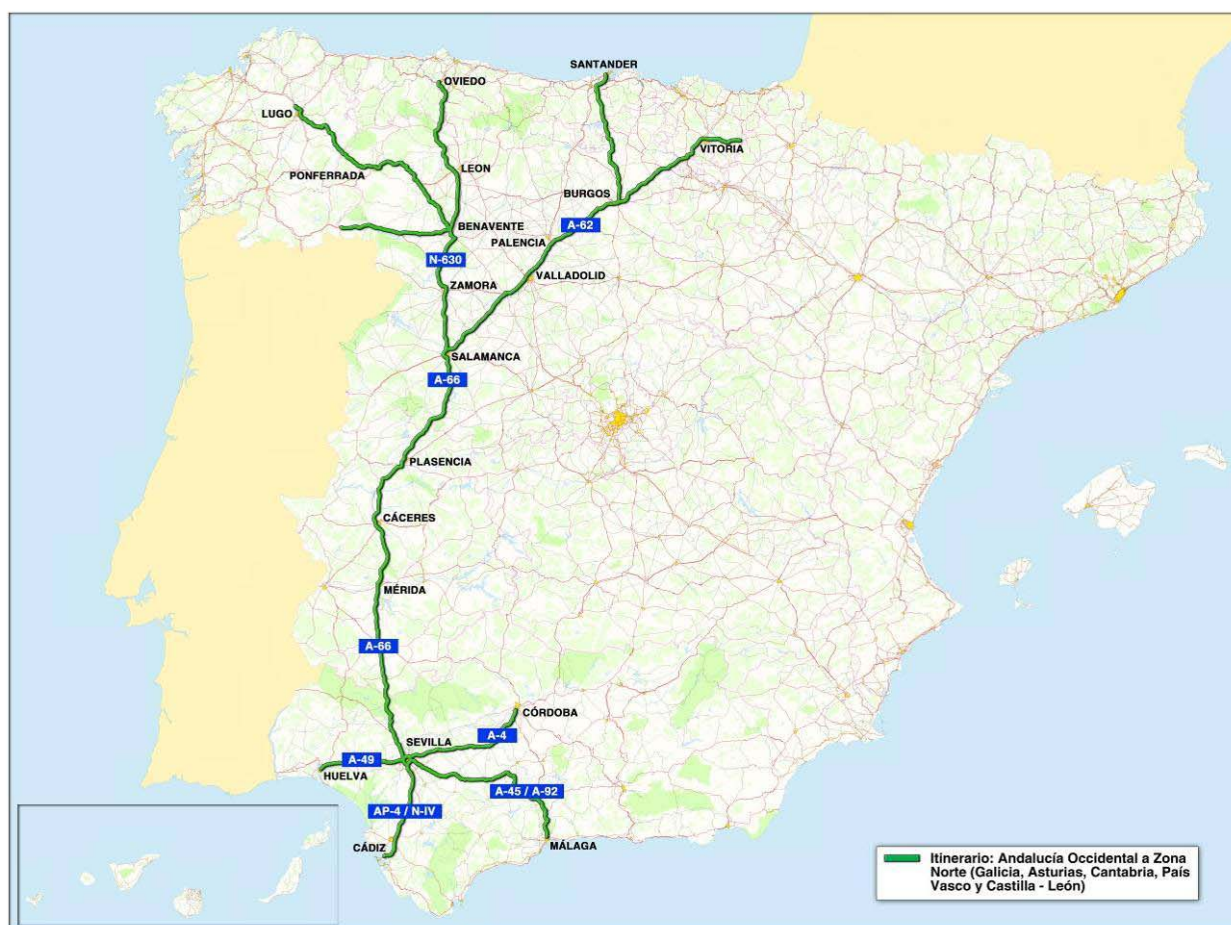 SANTANDER
OVIEDO
LUGO
VITORIA
PONFERRADA
LEON
BURGOS
BENAVENTE
A-62
PALENCIA
N-630
VALLADOLID
ZAMORA
SALAMANCA
A-66
PLASENCIA
CÁCERES
MÉRIDA
A-66
CÓRDOBA
A-4
SEVILLA
A-49
HUELVA
A-45 / A-92
AP-4 / N-IV
CÁDIZ
MÁLAGA
Itinerario: Andalucía Occidental a Zona
Norte (Galicia, Asturias, Cantabria, País
Vasco y Castilla - León)